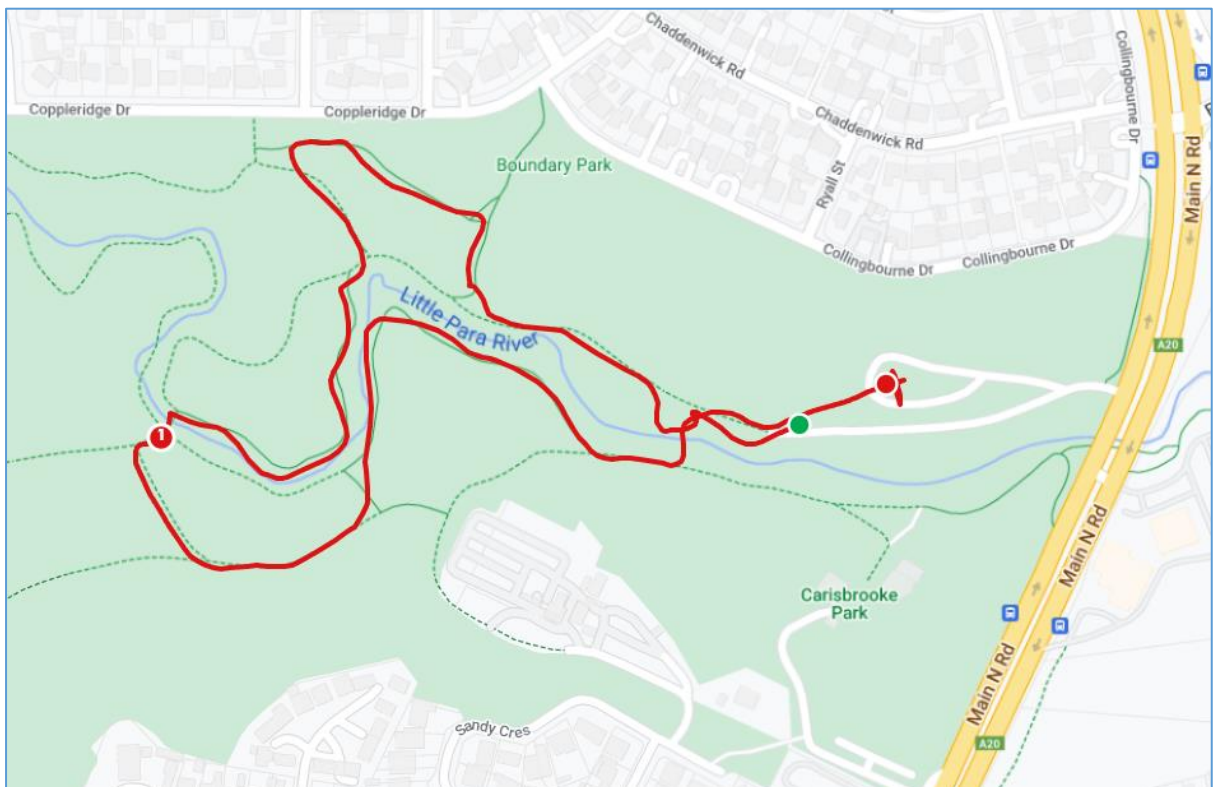 Chaddenwick Rd
Collingbourne Dr
Coppleridge Dr
Coppleridge Dr
Chaddenwick Rd
Boundary Park
Ryall St
Main N Rd
Collingbourne Dr
Collingbourne Dr
Little Para River
A20
1
Main N Rd
Carisbrooke
Park
Main N Rd
Sandy Cres
A20